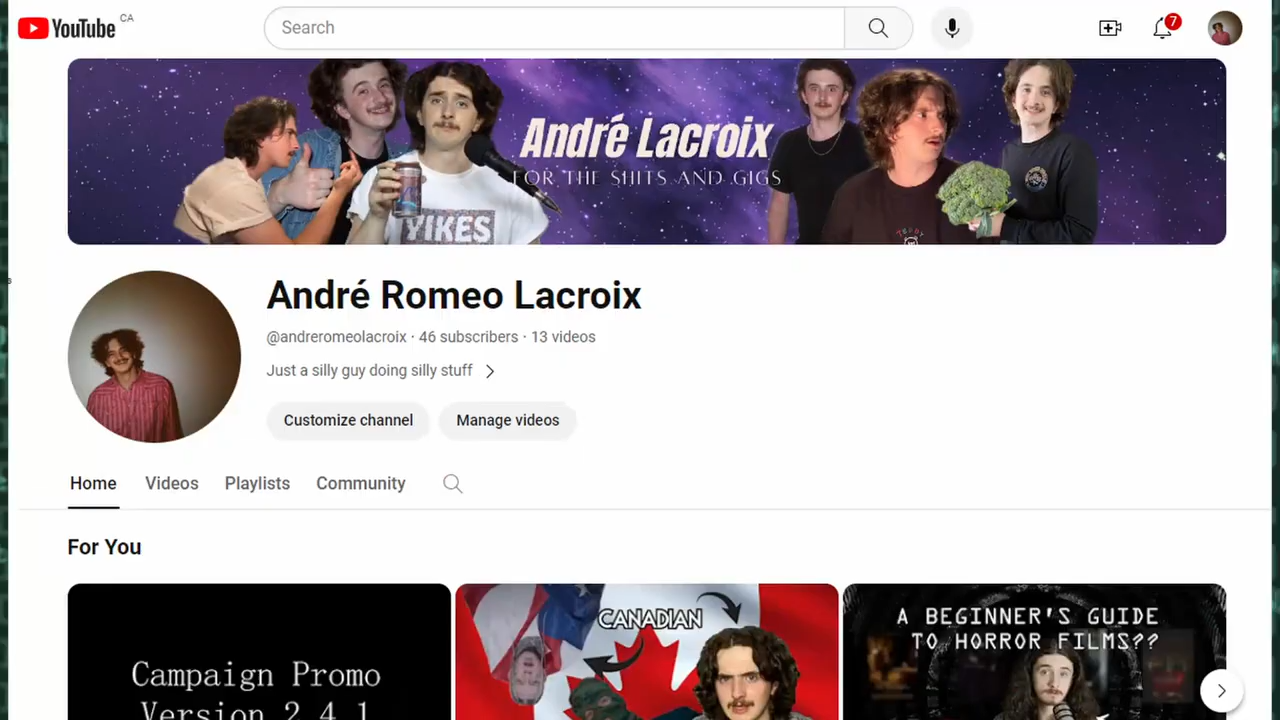 YouTube CA
Search
7
André Lacroix
FOR THE SHITS AND GIGS
YIKES
TEDDY
André Romeo Lacroix
@andreromeolacroix · 46 subscribers · 13 videos
Just a silly guy doing silly stuff
Customize channel
Manage videos
Home
Videos
Playlists
Community
For You
Campaign Promo
Version 2.4.1
CANADIAN
A BEGINNER'S GUIDE
TO HORROR FILMS??